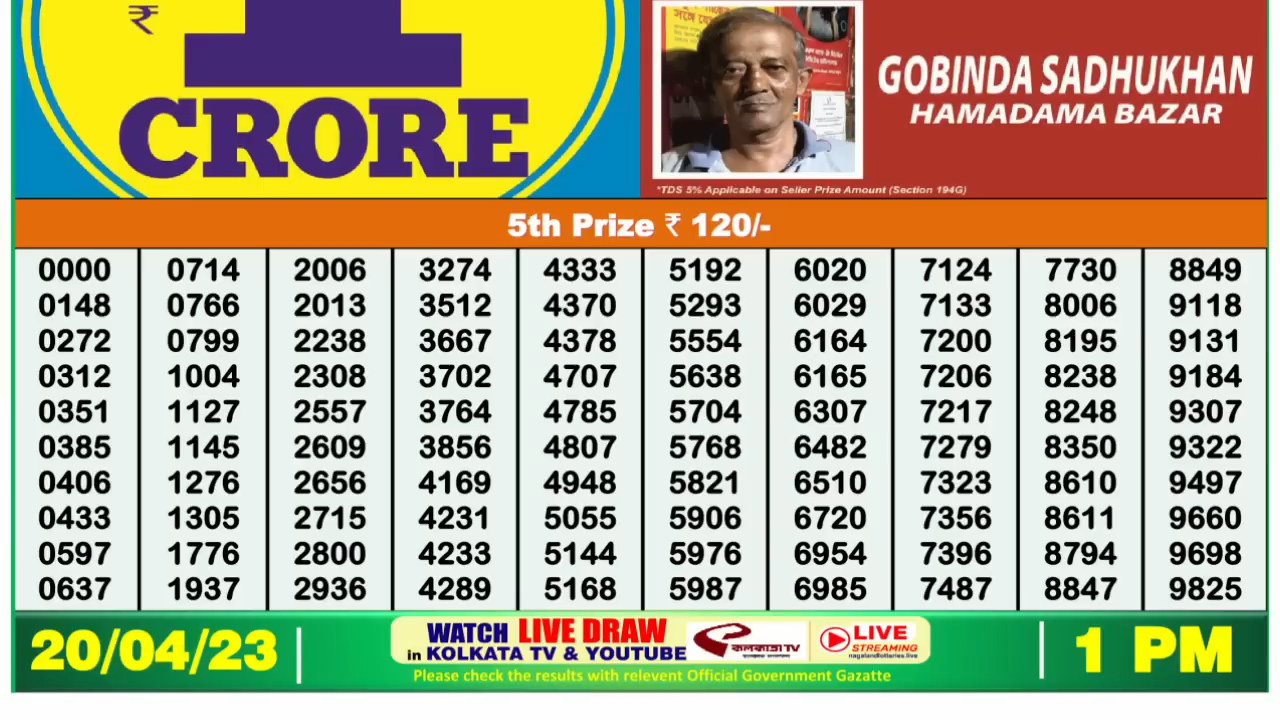 ₹
1
CRORE
সঙ্গে বাজার
GOBINDA SADHUKHAN
HAMADAMA BAZAR
*TDS 5% Applicable on Seller Prize Amount (Section 194G)
5th Prize ₹ 120/-
0000 0714 2006 3274 4333 5192 6020 7124 7730 8849
0148 0766 2013 3512 4370 5293 6029 7133 8006 9118
0272 0799 2238 3667 4378 5554 6164 7200 8195 9131
0312 1004 2308 3702 4707 5638 6165 7206 8238 9184
0351 1127 2557 3764 4785 5704 6307 7217 8248 9307
0385 1145 2609 3856 4807 5768 6482 7279 8350 9322
0406 1276 2656 4169 4948 5821 6510 7323 8610 9497
0433 1305 2715 4231 5055 5906 6720 7356 8611 9660
0597 1776 2800 4233 5144 5976 6954 7396 8794 9698
0637 1937 2936 4289 5168 5987 6985 7487 8847 9825
20/04/23
WATCH LIVE DRAW
in KOLKATA TV & YOUTUBE
কলকাতা TV
LIVE
STREAMING
nagalandlotteries.live
Please check the results with relevent Official Government Gazatte
1 PM